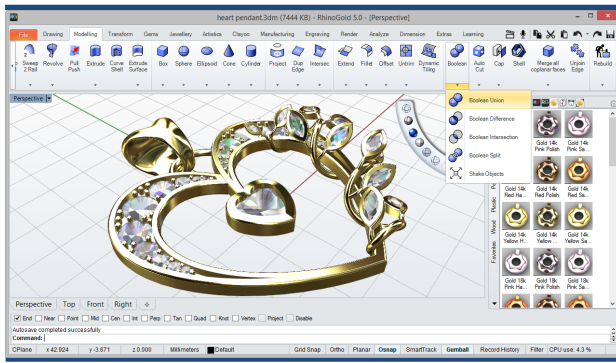 heart pendant.3dm (7444 KB) - RhinoGold 5.0 - [Perspective]
File Drawing Modelling Transform Gems Jewellery Artistics Clayoo Manufacturing Engraving Render Analyze Dimension Extras Learning
Sweep 2 Rail Revolve Pull Push Extrude Curve Shell Extrude Surface Box Sphere Ellipsoid Cone Cylinder Project Dup Edge Intersec Extend Fillet Offset Untrim Dynamic Tiling Boolean Auto Cut Cap Shell Merge all coplanar faces Unjoin Edge Rebuild
Perspective
Boolean Union
Boolean Difference
Boolean Intersection
Boolean Split
Shake Objects
Gold 14k Pink Polish
Gold 14k Pink Sa...
Gold 14k Red Ha...
Gold 14k Red Polish
Gold 14k Red Sa...
Gold 14k Yellow H...
Gold 14k Yellow ...
Gold 14k Yellow Sa...
Gold 18k Pink Ha...
Gold 18k Pink Polish
Gold 18k Pink Sa...
Plastic
Wood
Favorites
Perspective Top Front Right
End Near Point Mid Cen Int Perp Tan Quad Knot Vertex Project Disable
Autosave completed successfully
Command:
CPlane x 42.924 y -3.671 z 0.000 Millimeters Default Grid Snap Ortho Planar Osnap SmartTrack Gumball Record History Filter CPU use: 4.3 %